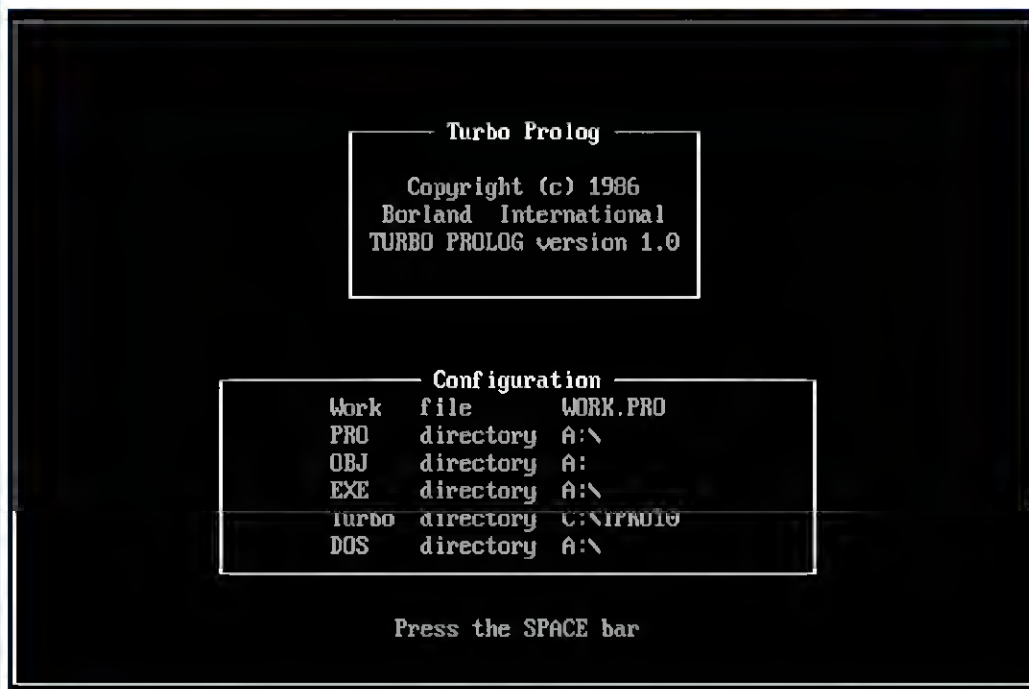 Turbo Prolog
Copyright (c) 1986
Borland International
TURBO PROLOG version 1.0
Configuration
Work file WORK.PRO
PRO directory A:\
OBJ directory A:
EXE directory A:\
Turbo directory C:\TPRO10
DOS directory A:\
Press the SPACE bar